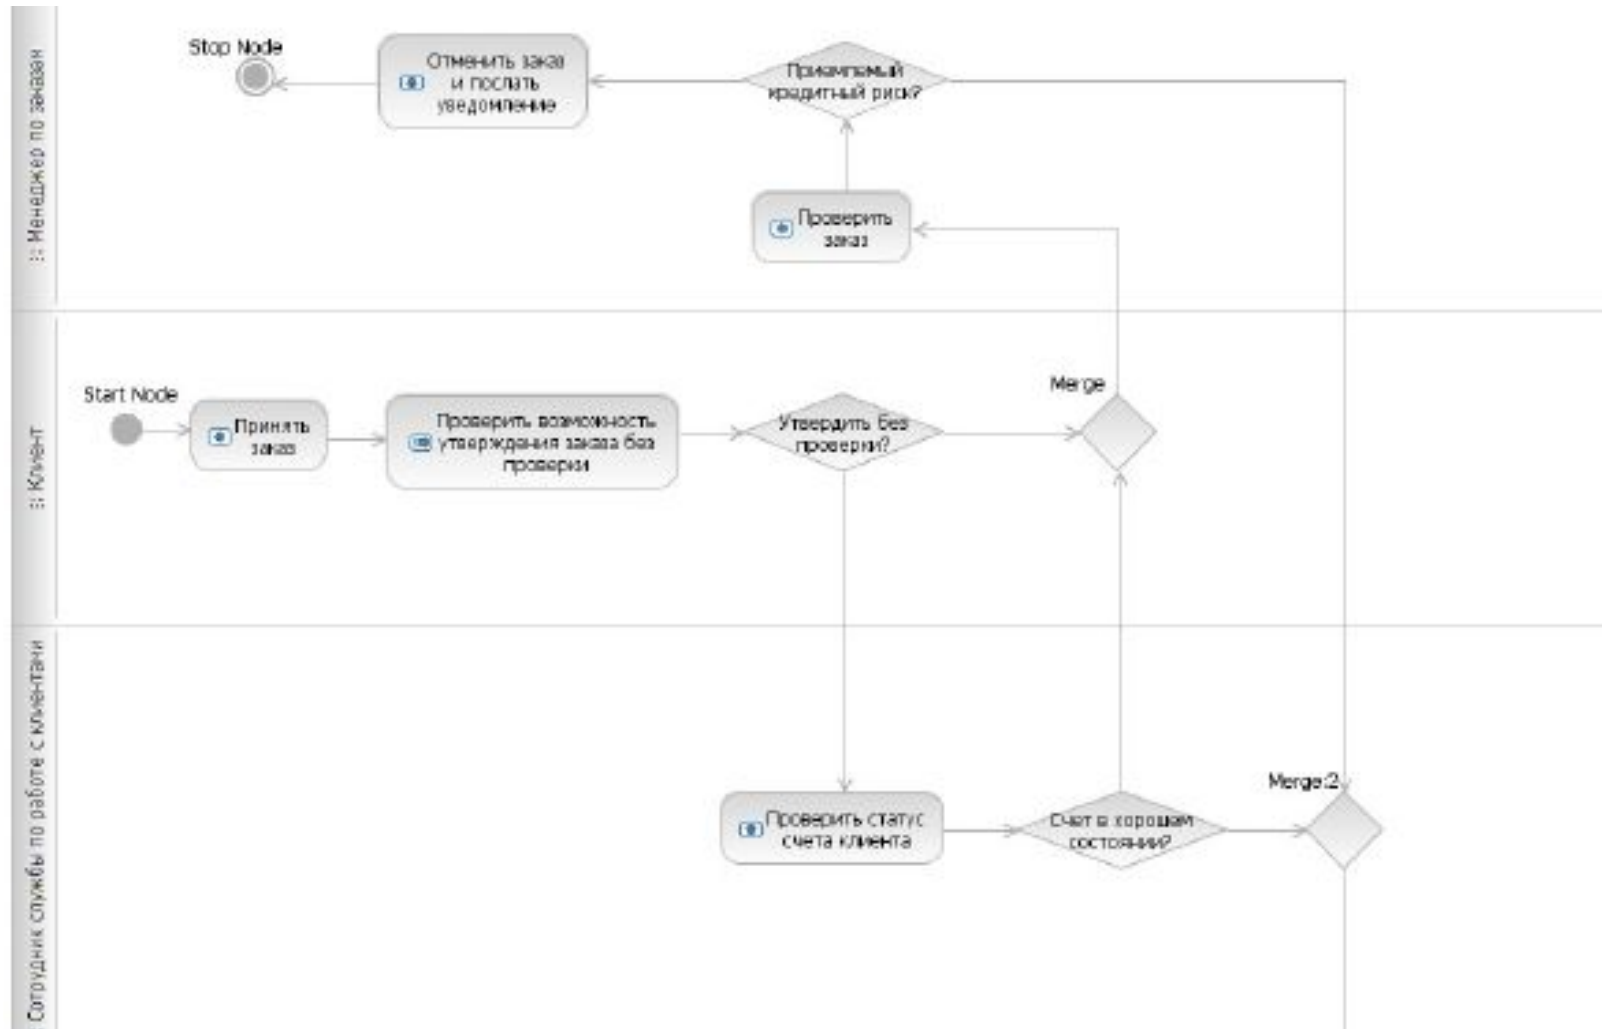 Stop Node
Отменить заказ
и послать
уведомление
Приемлемый
кредитный риск?
Проверить
заказ
:: Менеджер по заказам
Start Node
Принять
заказ
Проверить возможность
утверждения заказа без
проверки
Утвердить без
проверки?
Merge
:: Клиент
Проверить статус
счета клиента
Счет в хорошем
состоянии?
Merge:2
Сотрудник службы по работе с клиентами